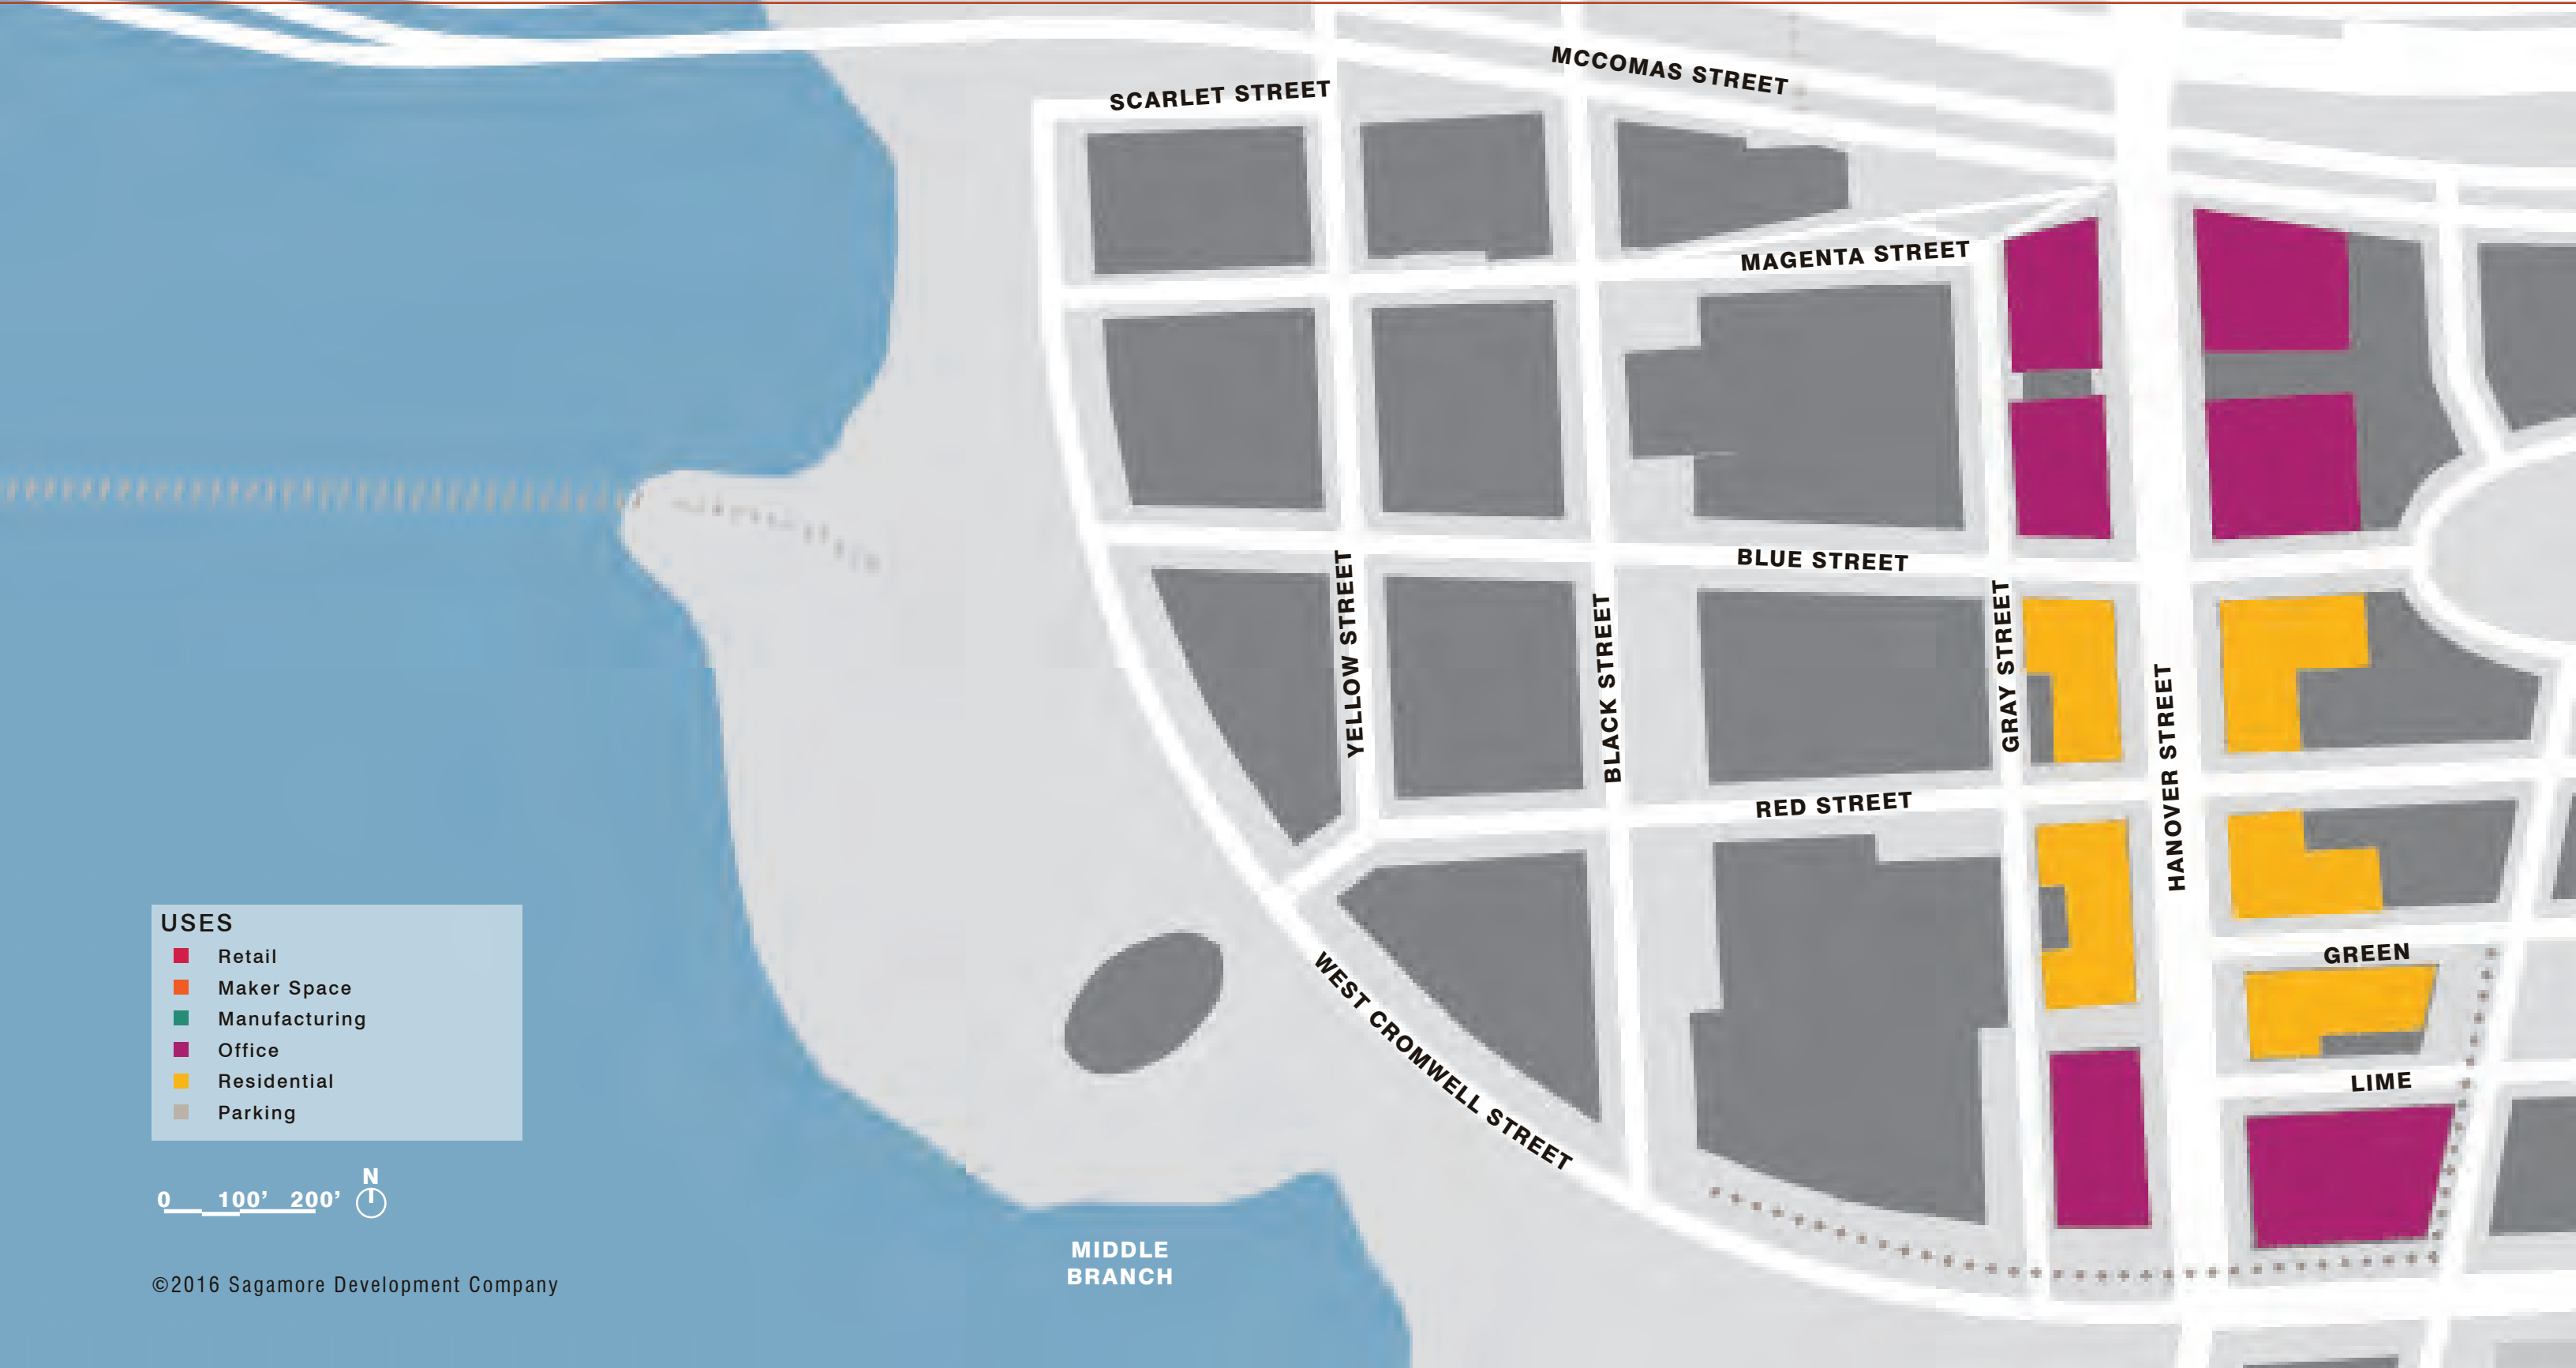 SCARLET STREET
MCCOMAS STREET
MAGENTA STREET
BLUE STREET
YELLOW STREET
BLACK STREET
GRAY STREET
HANOVER STREET
RED STREET
GREEN
LIME
WEST CROMWELL STREET
USES
Retail
Maker Space
Manufacturing
Office
Residential
Parking
N
0 100’ 200’
MIDDLE
BRANCH
©2016 Sagamore Development Company